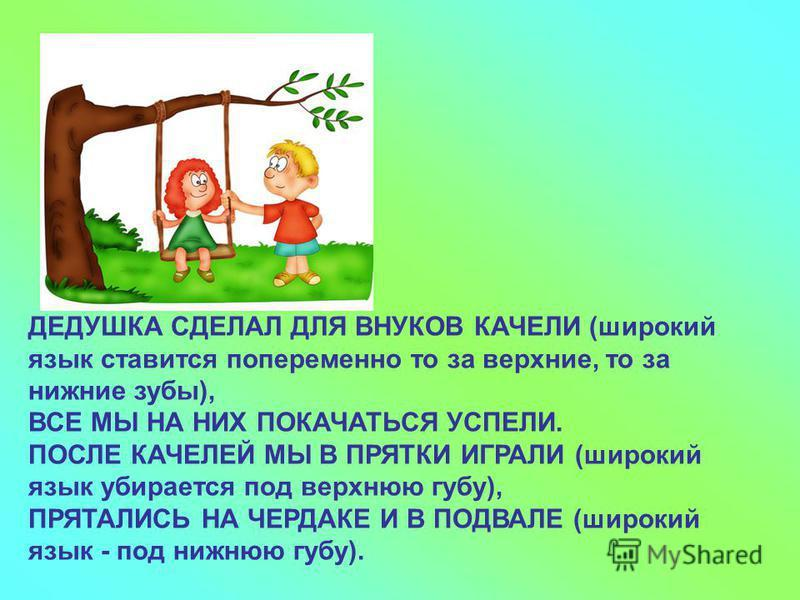 ДЕДУШКА СДЕЛАЛ ДЛЯ ВНУКОВ КАЧЕЛИ (широкий
язык ставится попеременно то за верхние, то за
нижние зубы),
ВСЕ МЫ НА НИХ ПОКАЧАТЬСЯ УСПЕЛИ.
ПОСЛЕ КАЧЕЛЕЙ МЫ В ПРЯТКИ ИГРАЛИ (широкий
язык убирается под верхнюю губу),
ПРЯТАЛИСЬ НА ЧЕРДАКЕ И В ПОДВАЛЕ (широкий
язык - под нижнюю губу).
MyShared